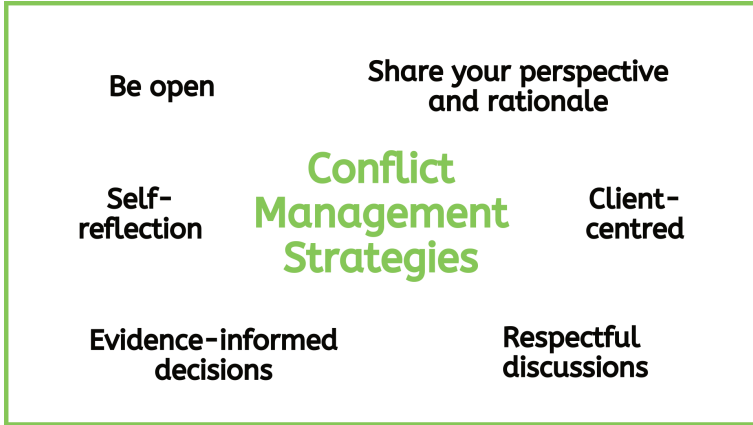 Be open
Share your perspective
and rationale
Conflict
Management
Strategies
Self-
reflection
Client-
centred
Evidence-informed
decisions
Respectful
discussions